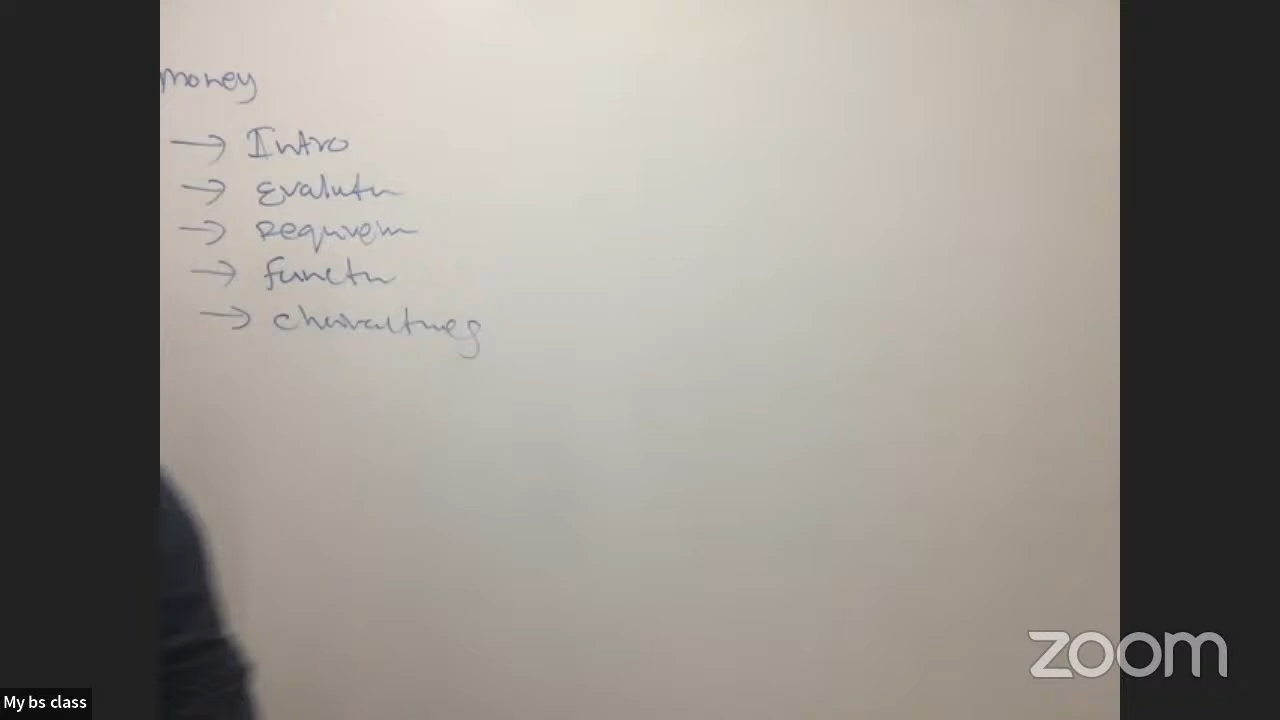 money
→ Intro
→ Evalutn
→ Requirem
→ Functn
zoom
My bs class